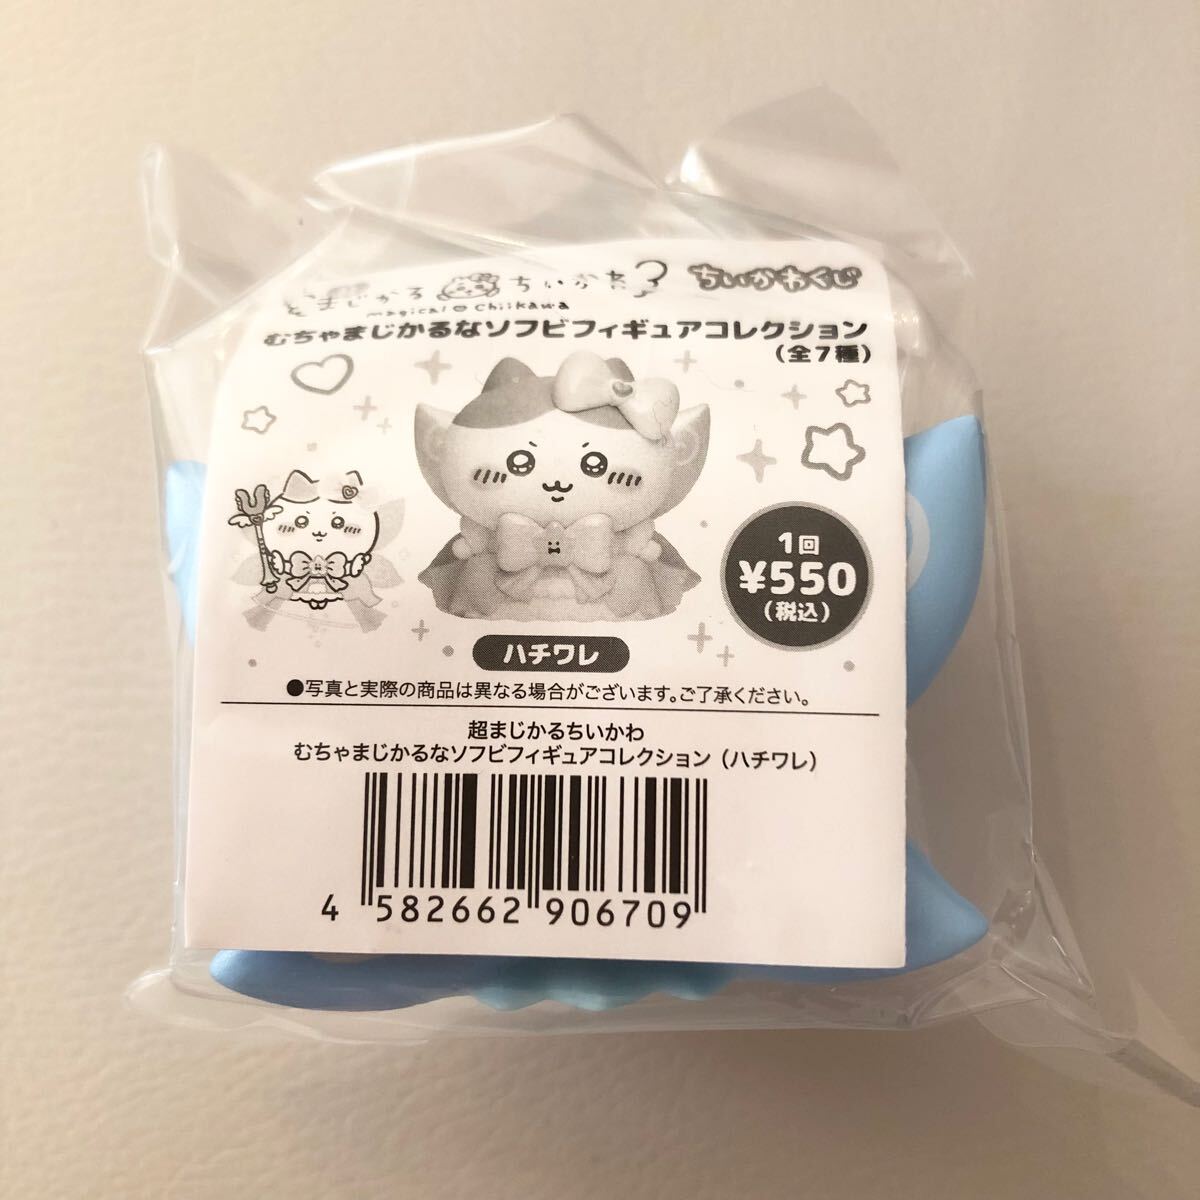 超まじかるちいかわ ちいかわくじ
magical Chiikawa
むちゃまじかるなソフビフィギュアコレクション
(全7種)
1回
¥550
(税込)
ハチワレ
●写真と実際の商品は異なる場合がございます。ご了承ください。
超まじかるちいかわ
むちゃまじかるなソフビフィギュアコレクション（ハチワレ）
4 582662 906709